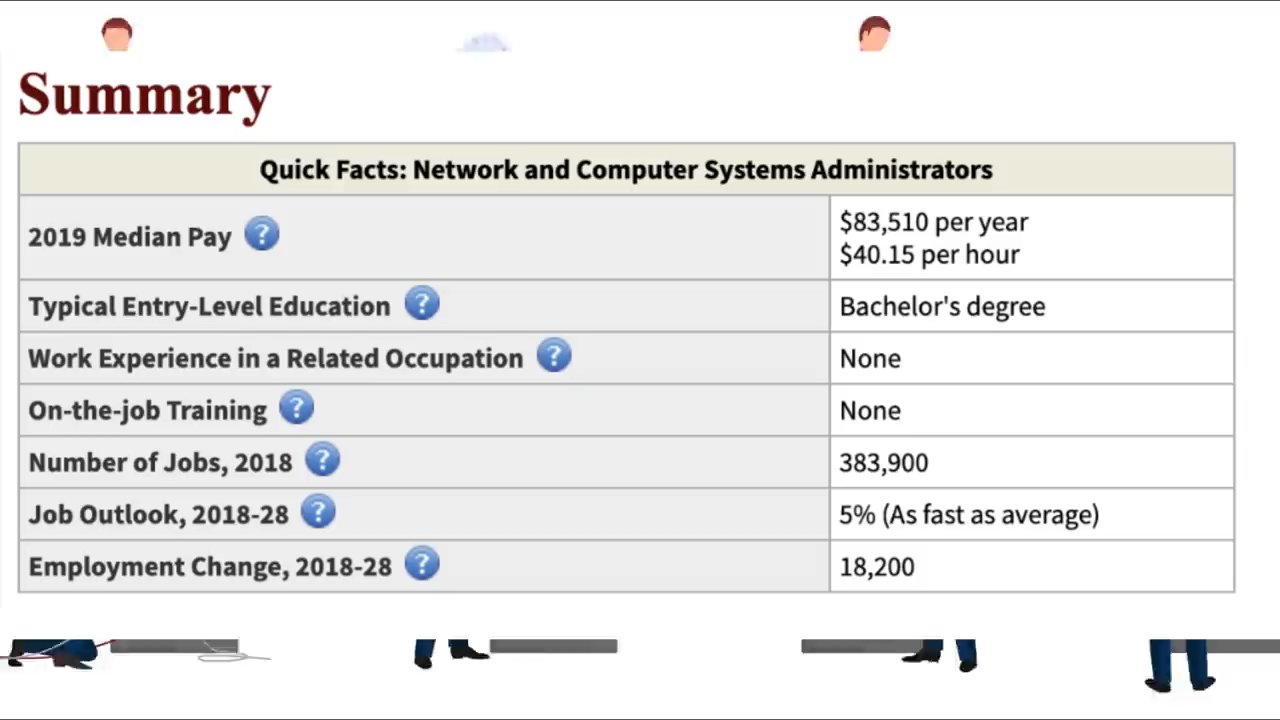 Summary
Quick Facts: Network and Computer Systems Administrators
2019 Median Pay ?
$83,510 per year
$40.15 per hour
Typical Entry-Level Education ?
Bachelor's degree
Work Experience in a Related Occupation ?
None
On-the-job Training ?
None
Number of Jobs, 2018 ?
383,900
Job Outlook, 2018-28 ?
5% (As fast as average)
Employment Change, 2018-28 ?
18,200